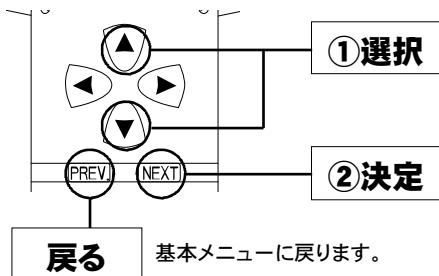 ①選択
PREV.
NEXT
②決定
戻る
基本メニューに戻ります。